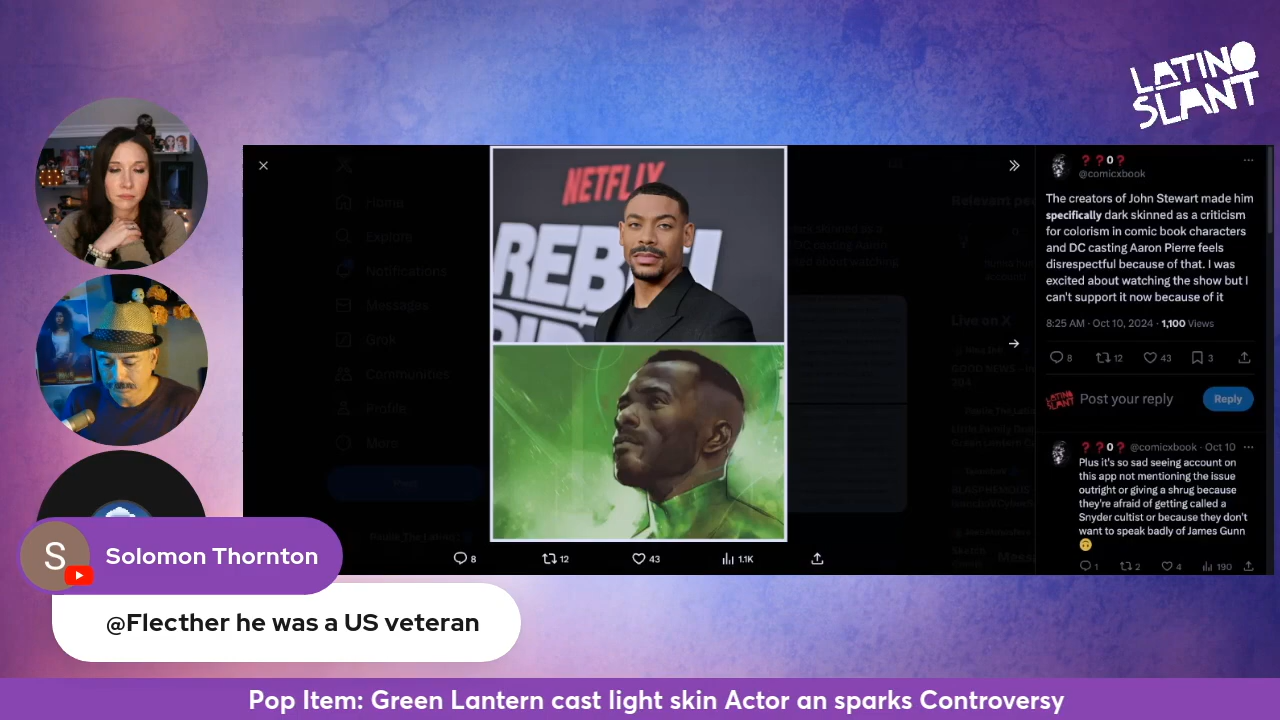 LATINO
SLANT
NETFLIX
REBEL
Home
Explore
Notifications
Messages
Grok
Communities
Profile
More
Post
8
12
43
1.1K
❓❓0❓
@comicxbook
The creators of John Stewart made him
specifically dark skinned as a criticism
for colorism in comic book characters
and DC casting Aaron Pierre feels
disrespectful because of that. I was
excited about watching the show but I
can't support it now because of it
8:25 AM · Oct 10, 2024 · 1,100 Views
8 12 43 3
LATINO SLANT
Post your reply
Reply
❓❓0❓ @comicxbook · Oct 10
Plus it's so sad seeing account on
this app not mentioning the issue
outright or giving a shrug because
they're afraid of getting called a
Snyder cultist or because they don't
want to speak badly of James Gunn
🙃
1 2 4 190
S
Solomon Thornton
@Flecther he was a US veteran
Pop Item: Green Lantern cast light skin Actor an sparks Controversy